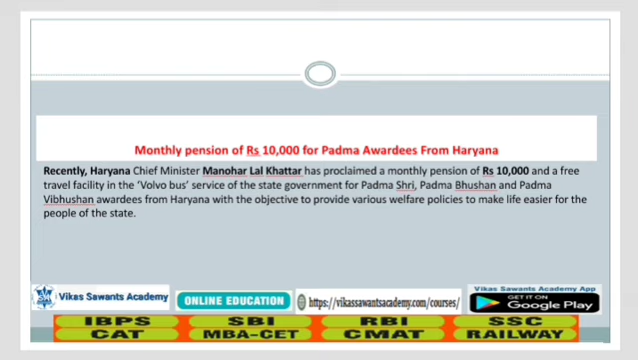 Monthly pension of Rs 10,000 for Padma Awardees From Haryana
Recently, Haryana Chief Minister Manohar Lal Khattar has proclaimed a monthly pension of Rs 10,000 and a free
travel facility in the 'Volvo bus' service of the state government for Padma Shri, Padma Bhushan and Padma
Vibhushan awardees from Haryana with the objective to provide various welfare policies to make life easier for the
people of the state.
Vikas Sawants Academy
ONLINE EDUCATION
https://vikassawantsacademy.com/courses/
Vikas Sawants Academy App
GET IT ON
Google Play
IBPS SBI RBI SSC
CAT MBA-CET CMAT RAILWAY